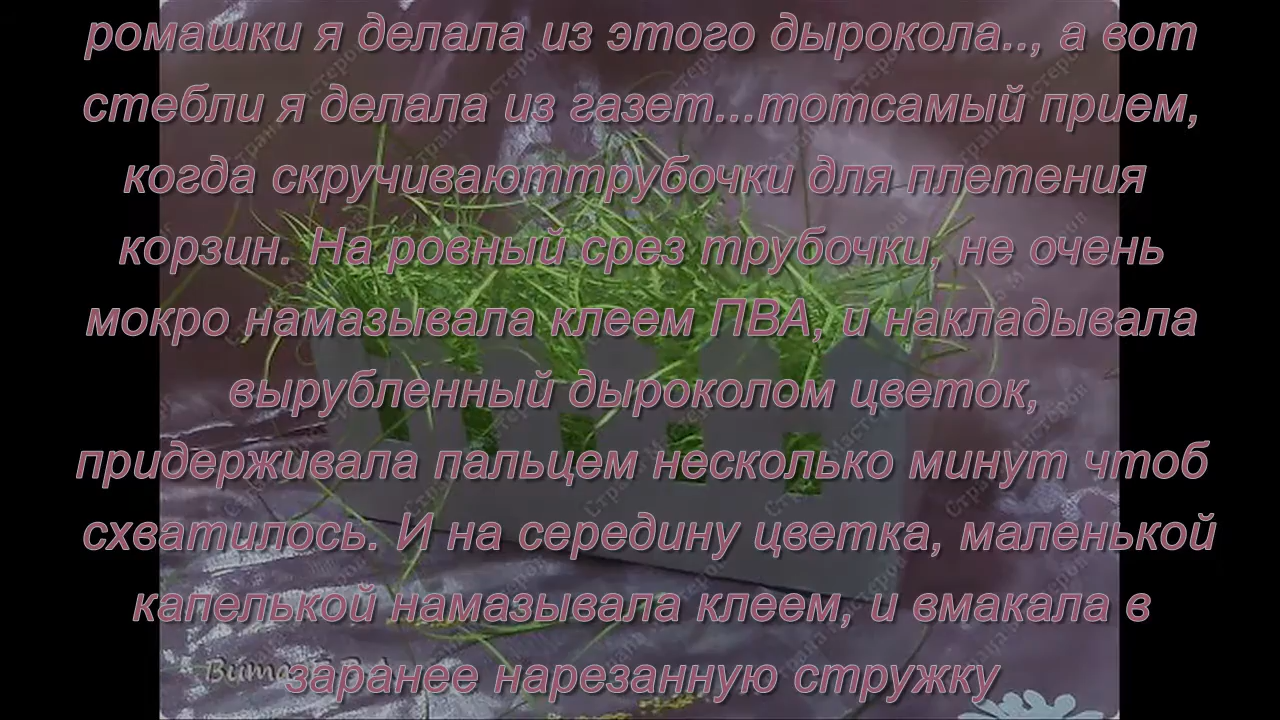 ромашки я делала из этого дырокола.., а вот
стебли я делала из газет...тотсамый прием,
когда скручиваюттрубочки для плетения
корзин. На ровный срез трубочки, не очень
мокро намазывала клеем ПВА, и накладывала
вырубленный дыроколом цветок,
придерживала пальцем несколько минут чтоб
схватилось. И на середину цветка, маленькой
капелькой намазывала клеем, и вмакала в
заранее нарезанную стружку